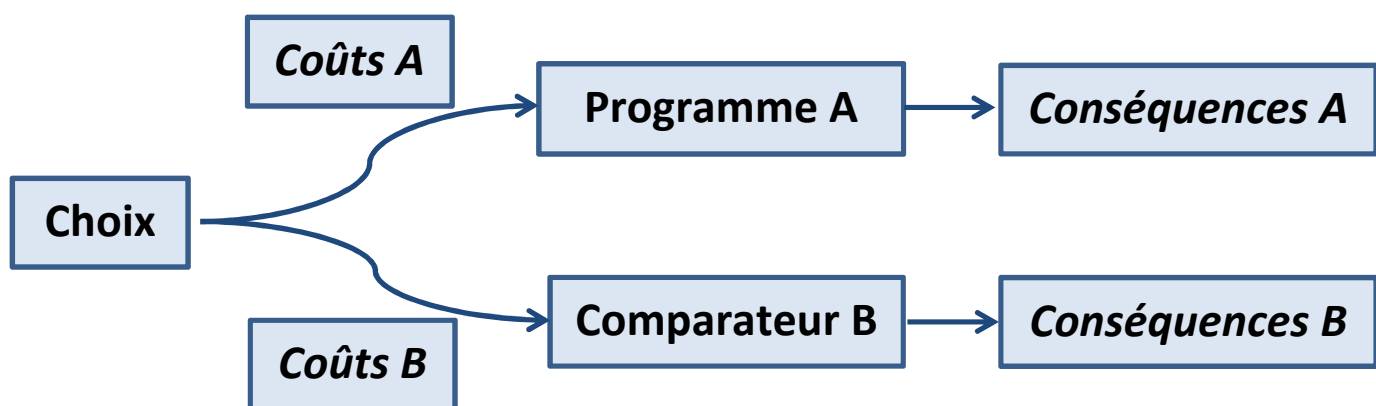 Coûts A
Programme A
Conséquences A
Choix
Comparateur B
Conséquences B
Coûts B